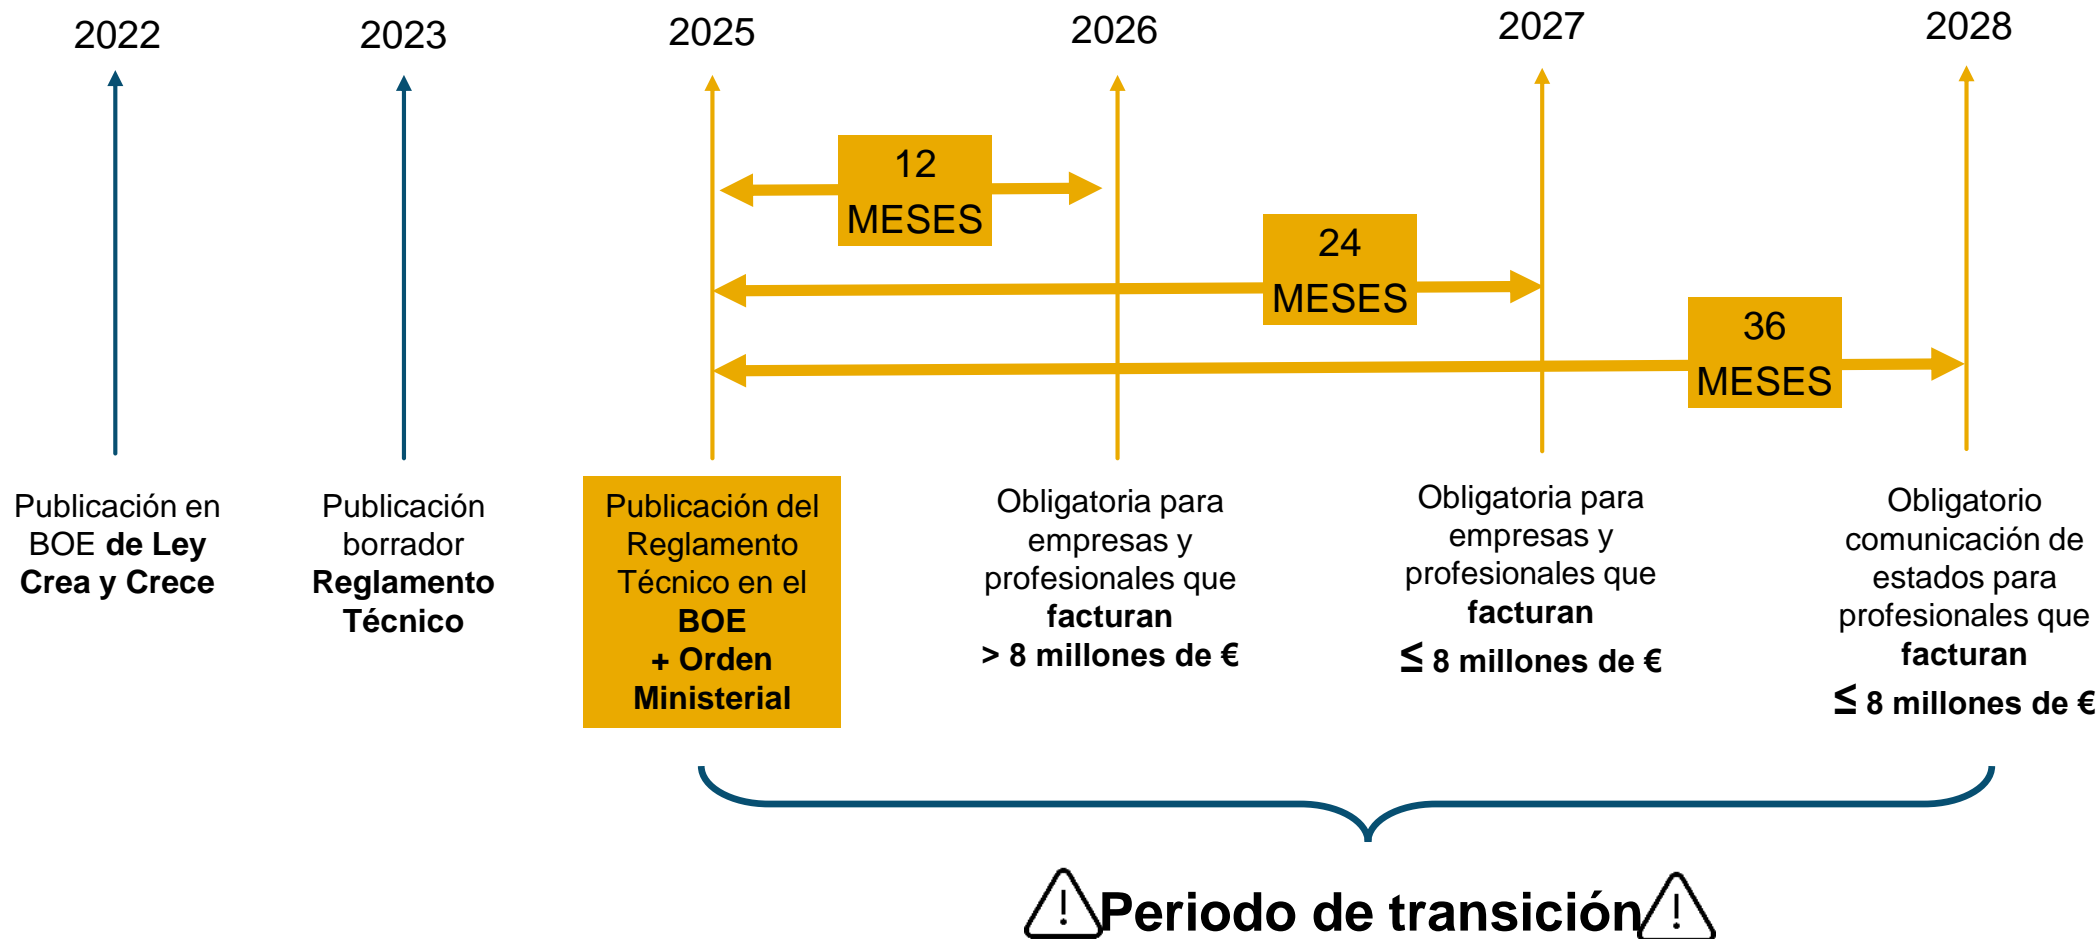 2022
2023
2025
2026
2027
2028
12
MESES
24
MESES
36
MESES
Publicación en
BOE de Ley
Crea y Crece
Publicación
borrador
Reglamento
Técnico
Publicación del
Reglamento
Técnico en el
BOE
+ Orden
Ministerial
Obligatoria para
empresas y
profesionales que
facturan
> 8 millones de €
Obligatoria para
empresas y
profesionales que
facturan
≤ 8 millones de €
Obligatorio
comunicación de
estados para
profesionales que
facturan
≤ 8 millones de €
Periodo de transición